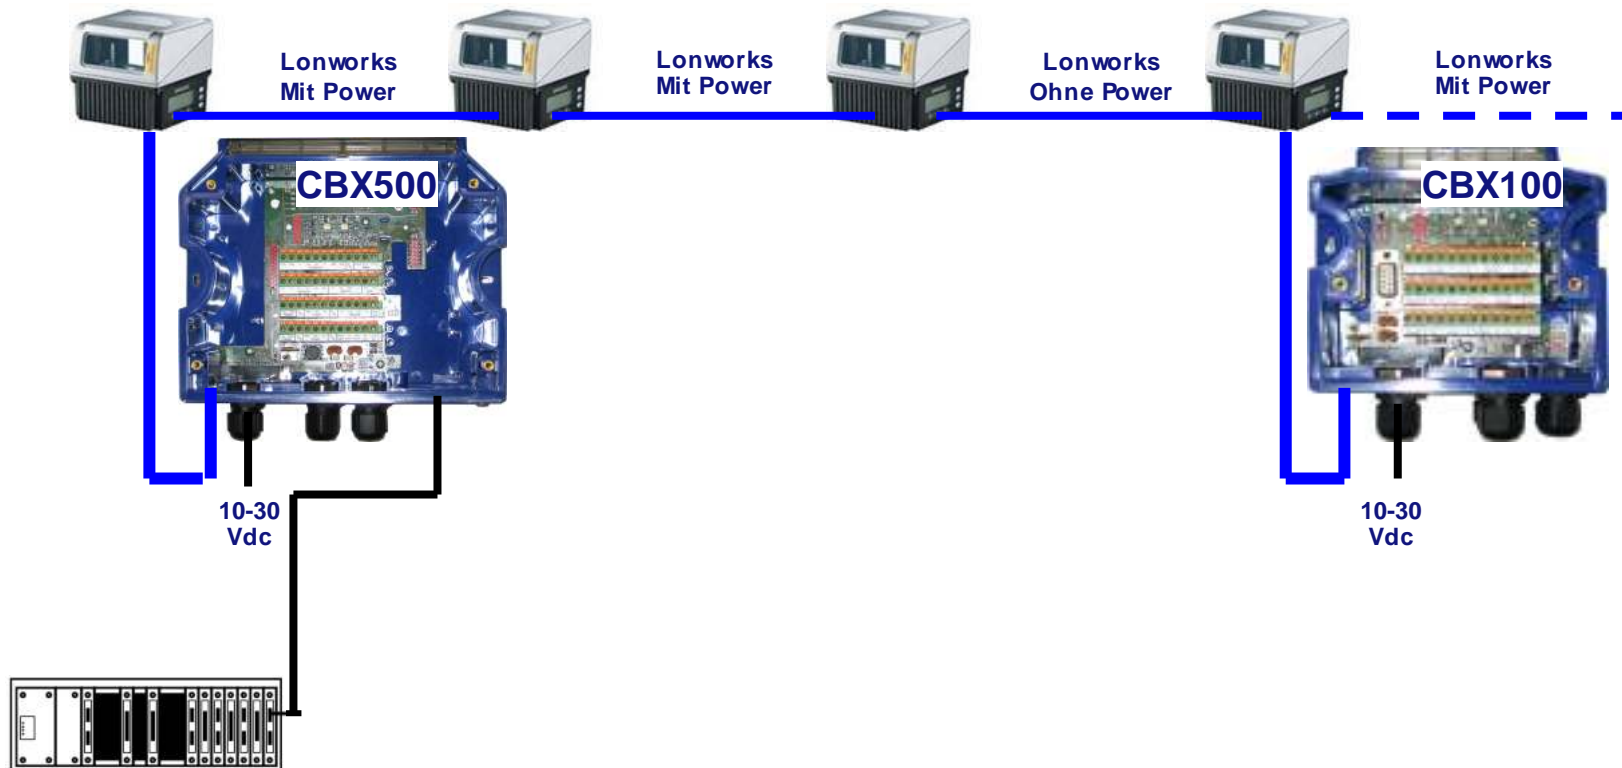 Lonworks
Mit Power
Lonworks
Mit Power
Lonworks
Ohne Power
Lonworks
Mit Power
CBX500
CBX100
10-30
Vdc
10-30
Vdc